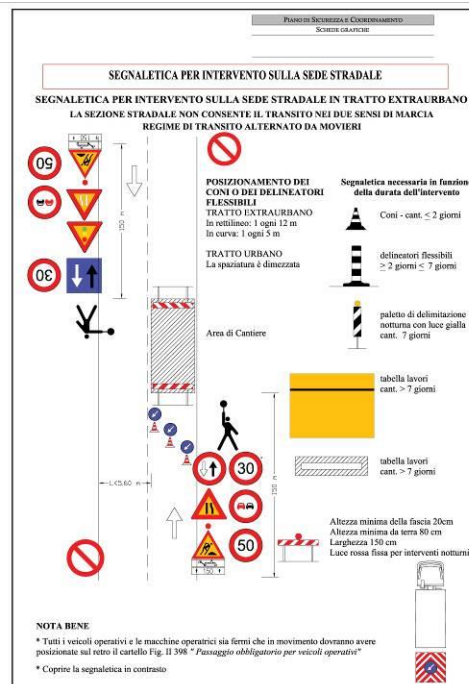 PIANO DI SICUREZZA E COORDINAMENTO
SCHEDE GRAFICHE
SEGNALETICA PER INTERVENTO SULLA SEDE STRADALE
SEGNALETICA PER INTERVENTO SULLA SEDE STRADALE IN TRATTO EXTRAURBANO
LA SEZIONE STRADALE NON CONSENTE IL TRANSITO NEI DUE SENSI DI MARCIA
REGIME DI TRANSITO ALTERNATO DA MOVIERI
50
30
150 m
POSIZIONAMENTO DEI
CONI O DEI DELINEATORI
FLESSIBILI
TRATTO EXTRAURBANO
In rettilineo: 1 ogni 12 m
In curva: 1 ogni 5 m
TRATTO URBANO
La spaziatura è dimezzata
Segnaletica necessaria in funzione
della durata dell'intervento
Coni - cant. ≤ 2 giorni
delineatori flessibili
> 2 giorni ≤ 7 giorni
paletto di delimitazione
notturna con luce gialla
cant. 7 giorni
Area di Cantiere
tabella lavori
cant. > 7 giorni
tabella lavori
cant. > 7 giorni
L<5,60 m
30
50
150 m
150
Altezza minima della fascia 20cm
Altezza minima da terra 80 cm
Larghezza 150 cm
Luce rossa fissa per interventi notturni
NOTA BENE
* Tutti i veicoli operativi e le macchine operatrici sia fermi che in movimento dovranno avere
posizionate sul retro il cartello Fig. II 398 " Passaggio obbligatorio per veicoli operativi"
* Coprire la segnaletica in contrasto